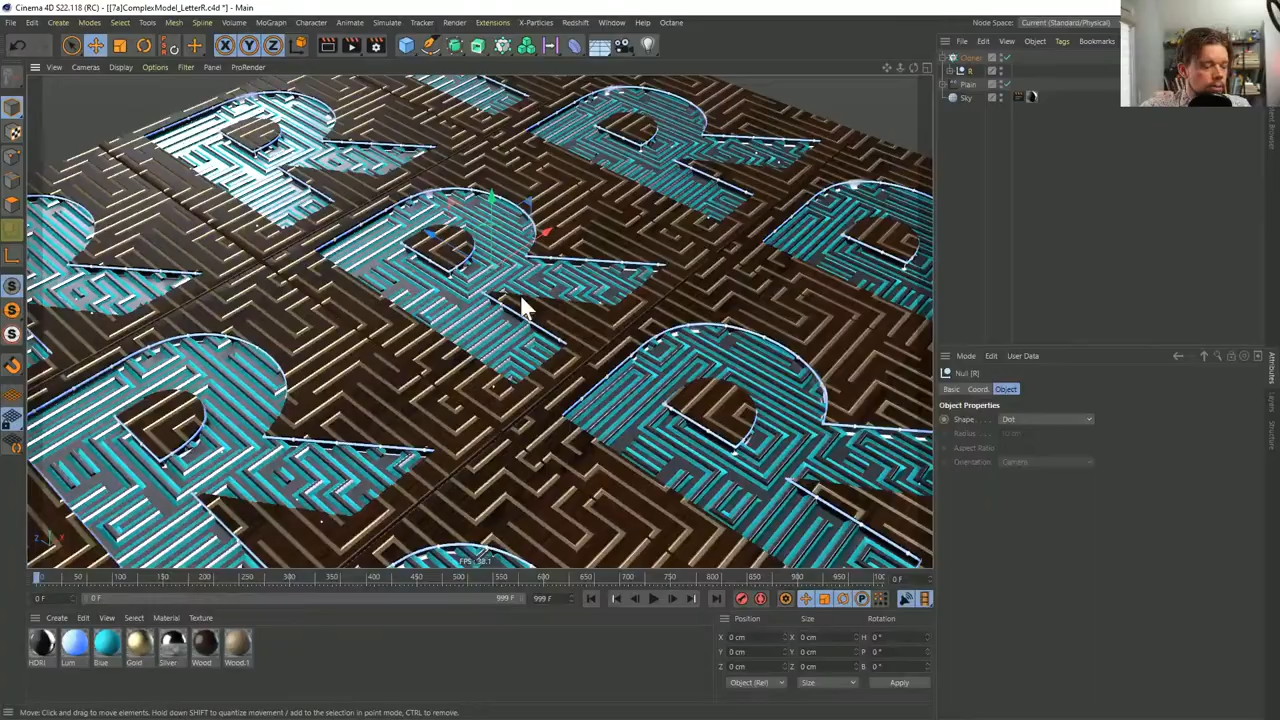 Cinema 4D S22.118 (RC) - [[7a]ComplexModel_LetterR.c4d *] - Main
File Edit Create Modes Select Tools Mesh Spline Volume MoGraph Character Animate Simulate Tracker Render Extensions X-Particles Redshift Window Help Octane
Node Space: Current (Standard/Physical)
File Edit View Object Tags Bookmarks
X Y Z
View Cameras Display Options Filter Panel ProRender
Cloner
R
Plain
Sky
FPS : 38.1
Mode Edit User Data
Null [R]
Basic Coord. Object
Object Properties
Shape Dot
Radius
Aspect Ratio
Orientation Camera
Attributes
Layers
Structure
0 50 100 150 200 250 300 350 400 450 500 550 600 650 700 750 800 850 900 950 100 0 F
0 F 0 F 999 F 999 F
Create Edit View Select Material Texture
HDRI Lum Blue Gold Silver Wood Wood.1
Position Size Rotation
X 0 cm X 0 cm H 0 °
Y 0 cm Y 0 cm P 0 °
Z 0 cm Z 0 cm B 0 °
Object (Rel) Size Apply
Move: Click and drag to move elements. Hold down SHIFT to quantize movement / add to the selection in point mode, CTRL to remove.